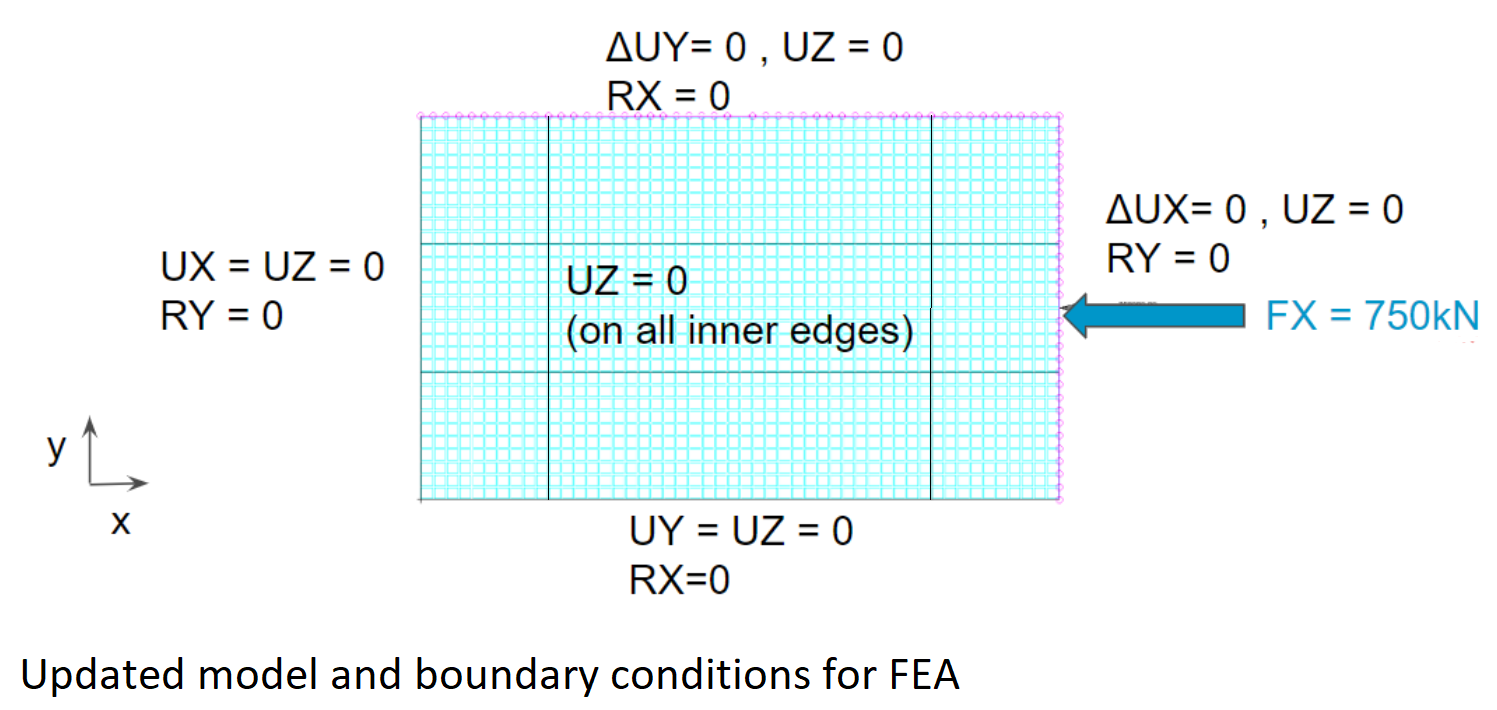 ΔUY= 0 , UZ = 0
RX = 0
ΔUX= 0 , UZ = 0
RY = 0
UX = UZ = 0
RY = 0
UZ = 0
(on all inner edges)
FX = 750kN
y
x
UY = UZ = 0
RX=0
Updated model and boundary conditions for FEA